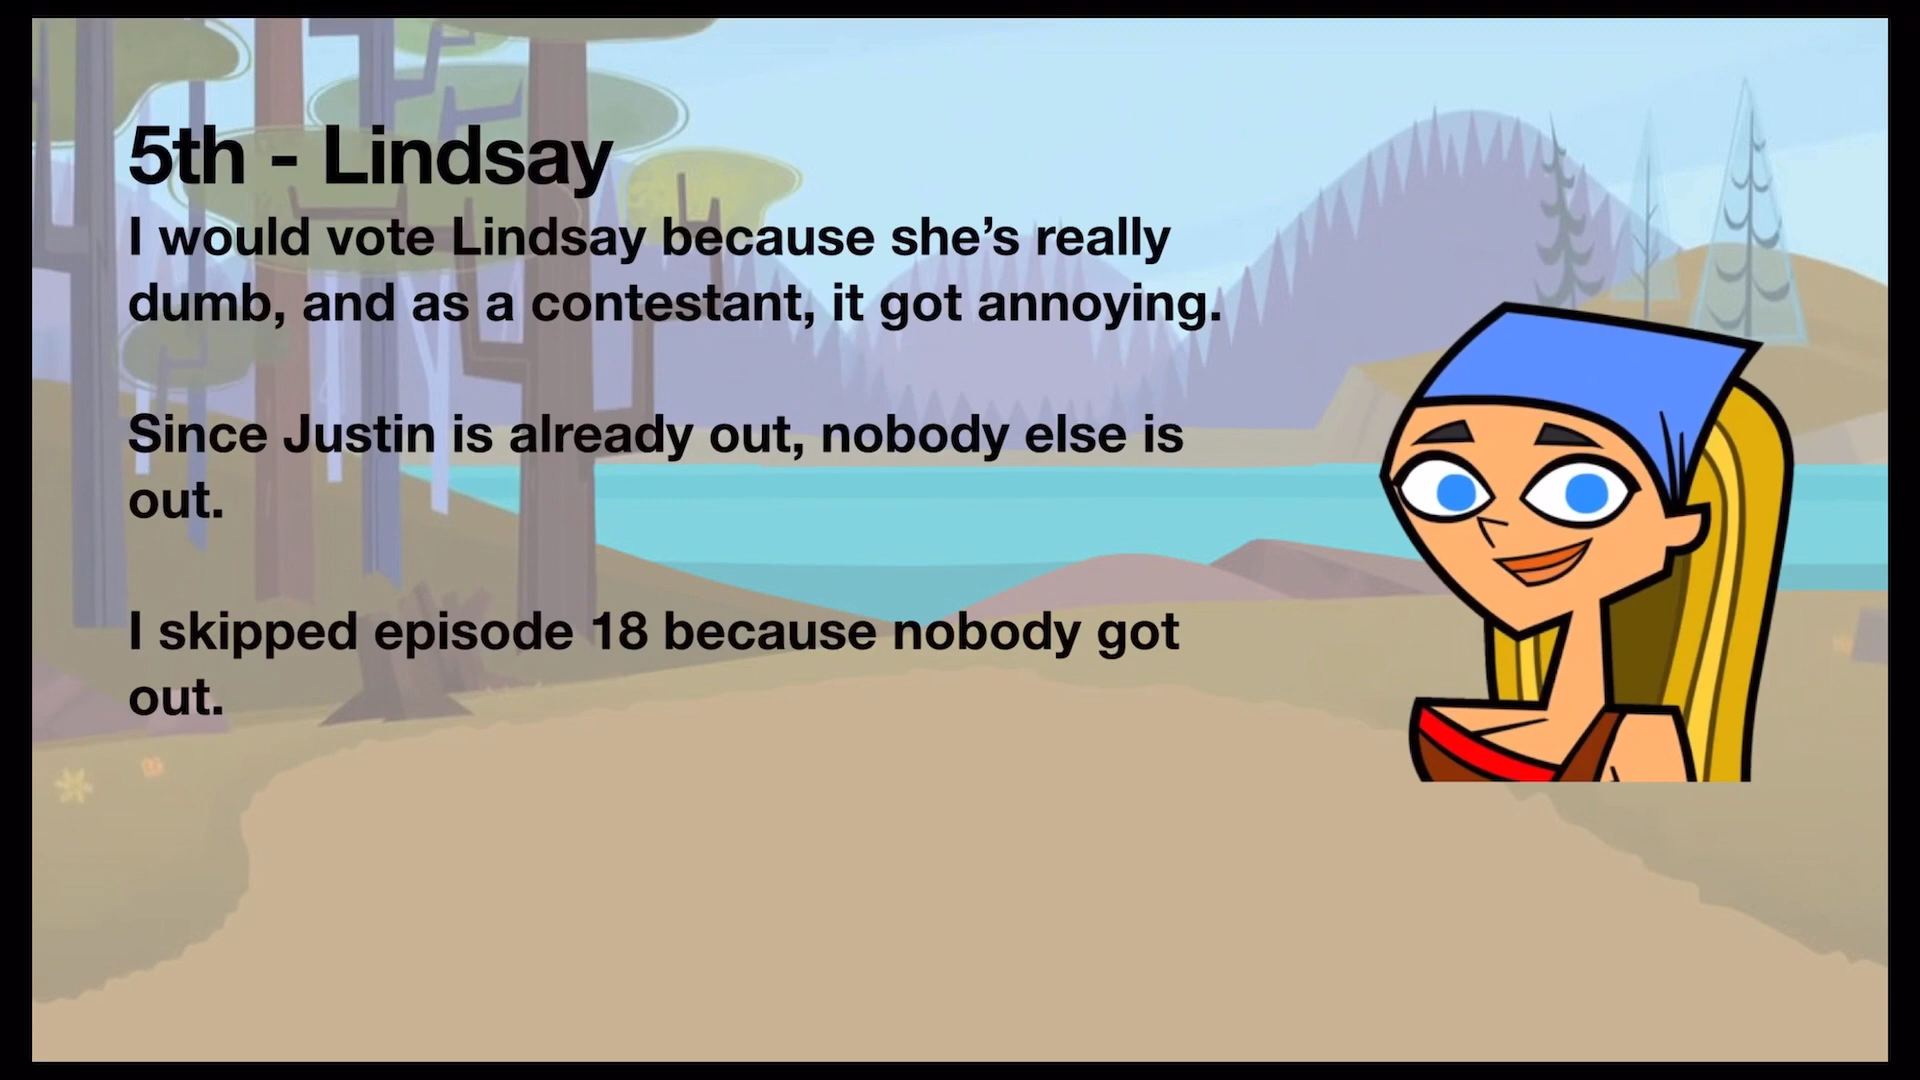 5th - Lindsay
I would vote Lindsay because she’s really
dumb, and as a contestant, it got annoying.
Since Justin is already out, nobody else is
out.
I skipped episode 18 because nobody got
out.